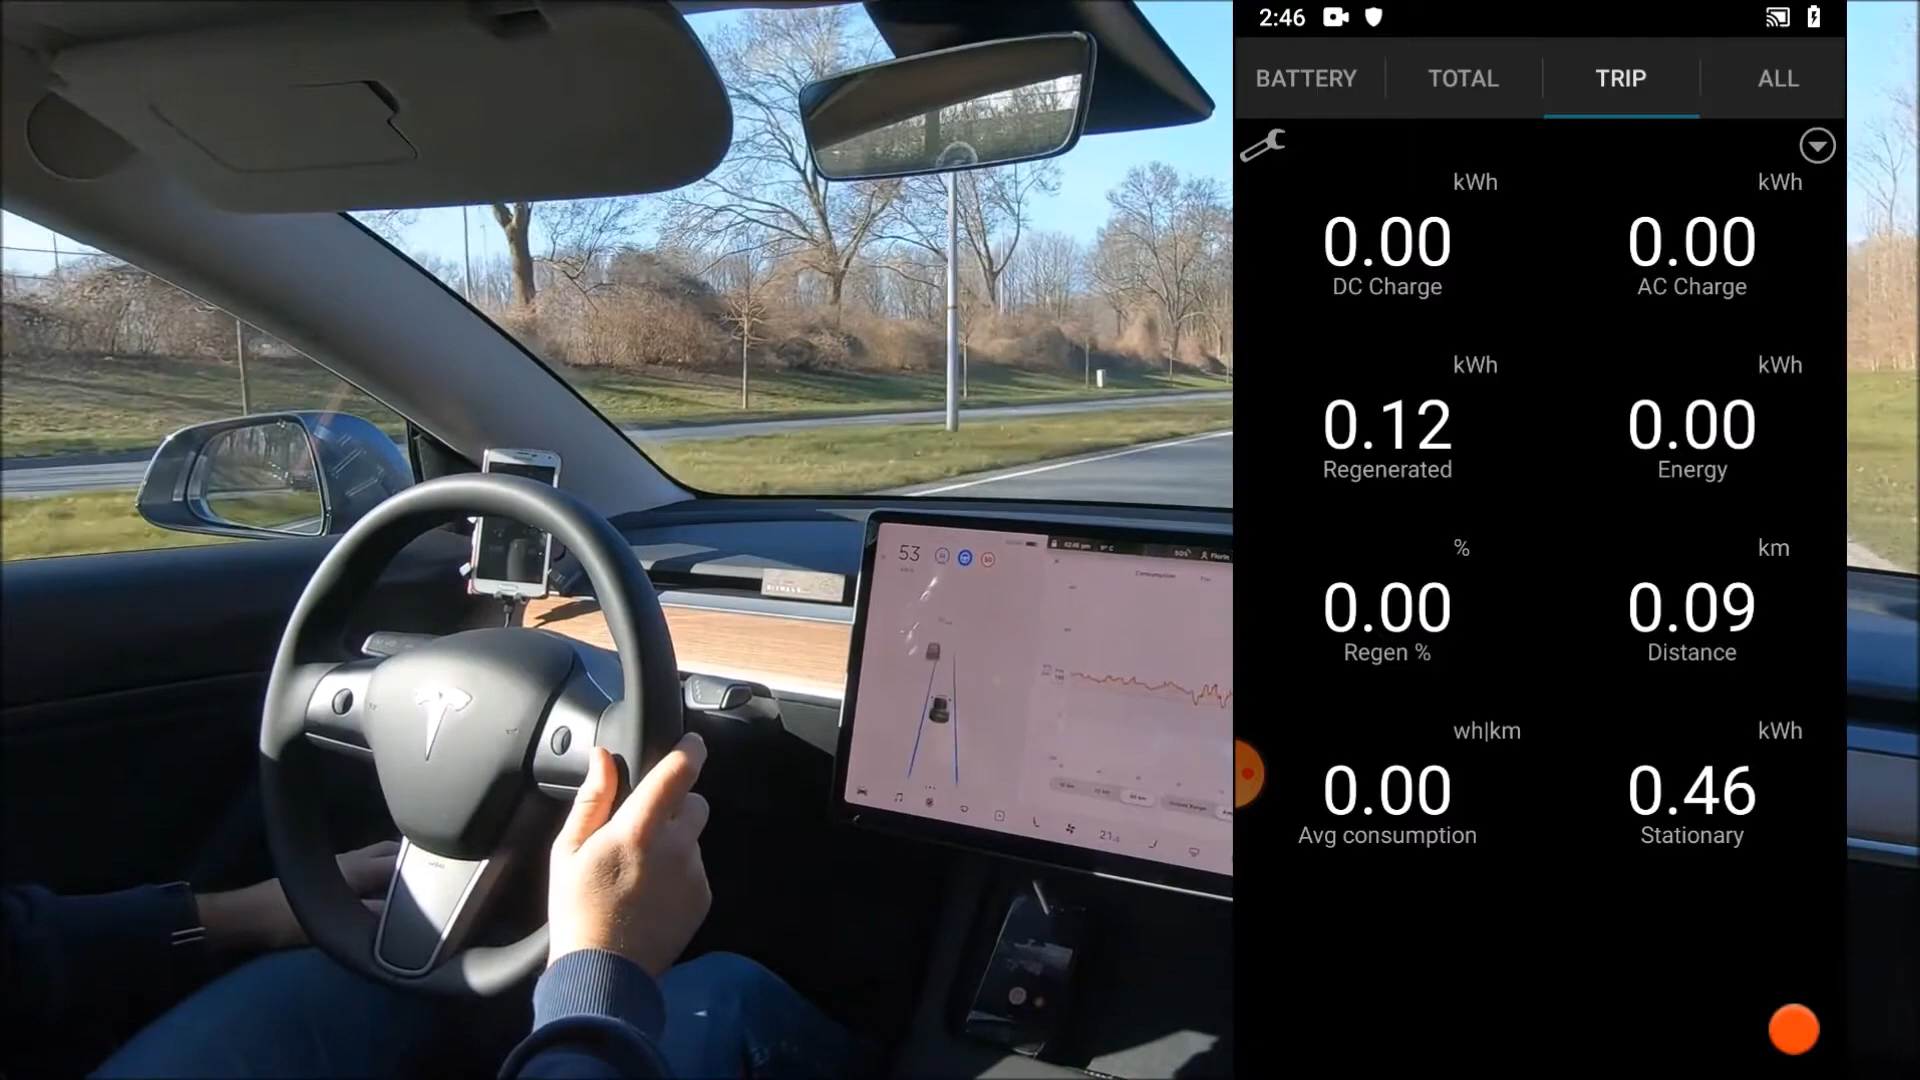 2:46
BATTERY TOTAL TRIP ALL
kWh kWh
0.00 0.00
DC Charge AC Charge
kWh kWh
0.12 0.00
Regenerated Energy
% km
0.00 0.09
Regen % Distance
wh|km kWh
0.00 0.46
Avg consumption Stationary
53
50
Consumption